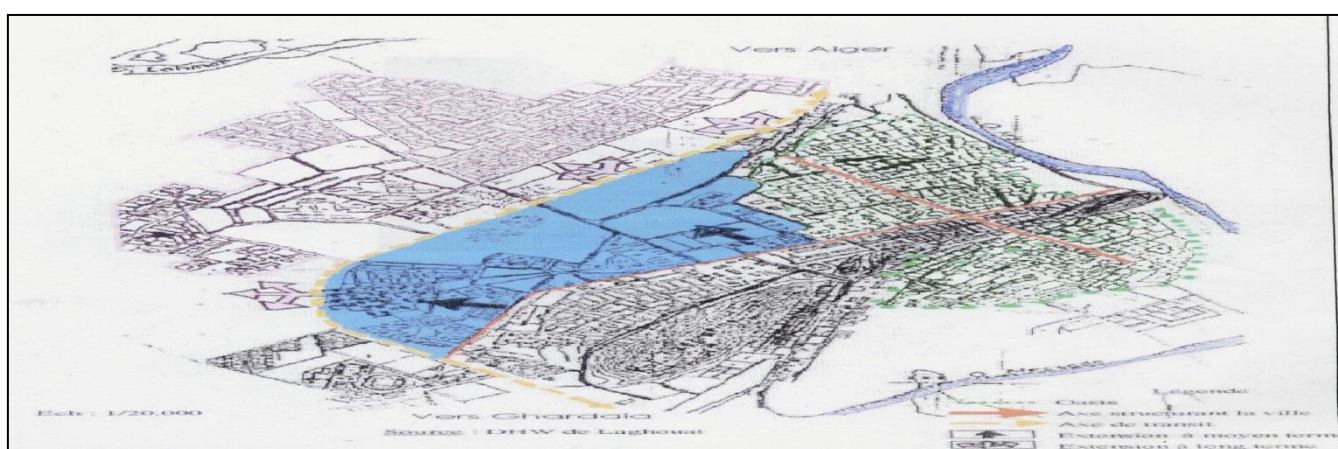 Lahmar
Vers Alger
Ech : 1/20.000
Vers Ghardaia
Source : DHW de Laghouat
Légende
Oasis
Axe structurant la ville
Axe de transit
Extension à moyen terme
Extension à long terme